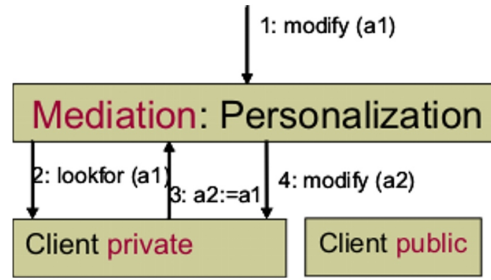 1: modify (a1)
Mediation: Personalization
2: lookfor (a1)
3: a2:=a1
4: modify (a2)
Client private
Client public